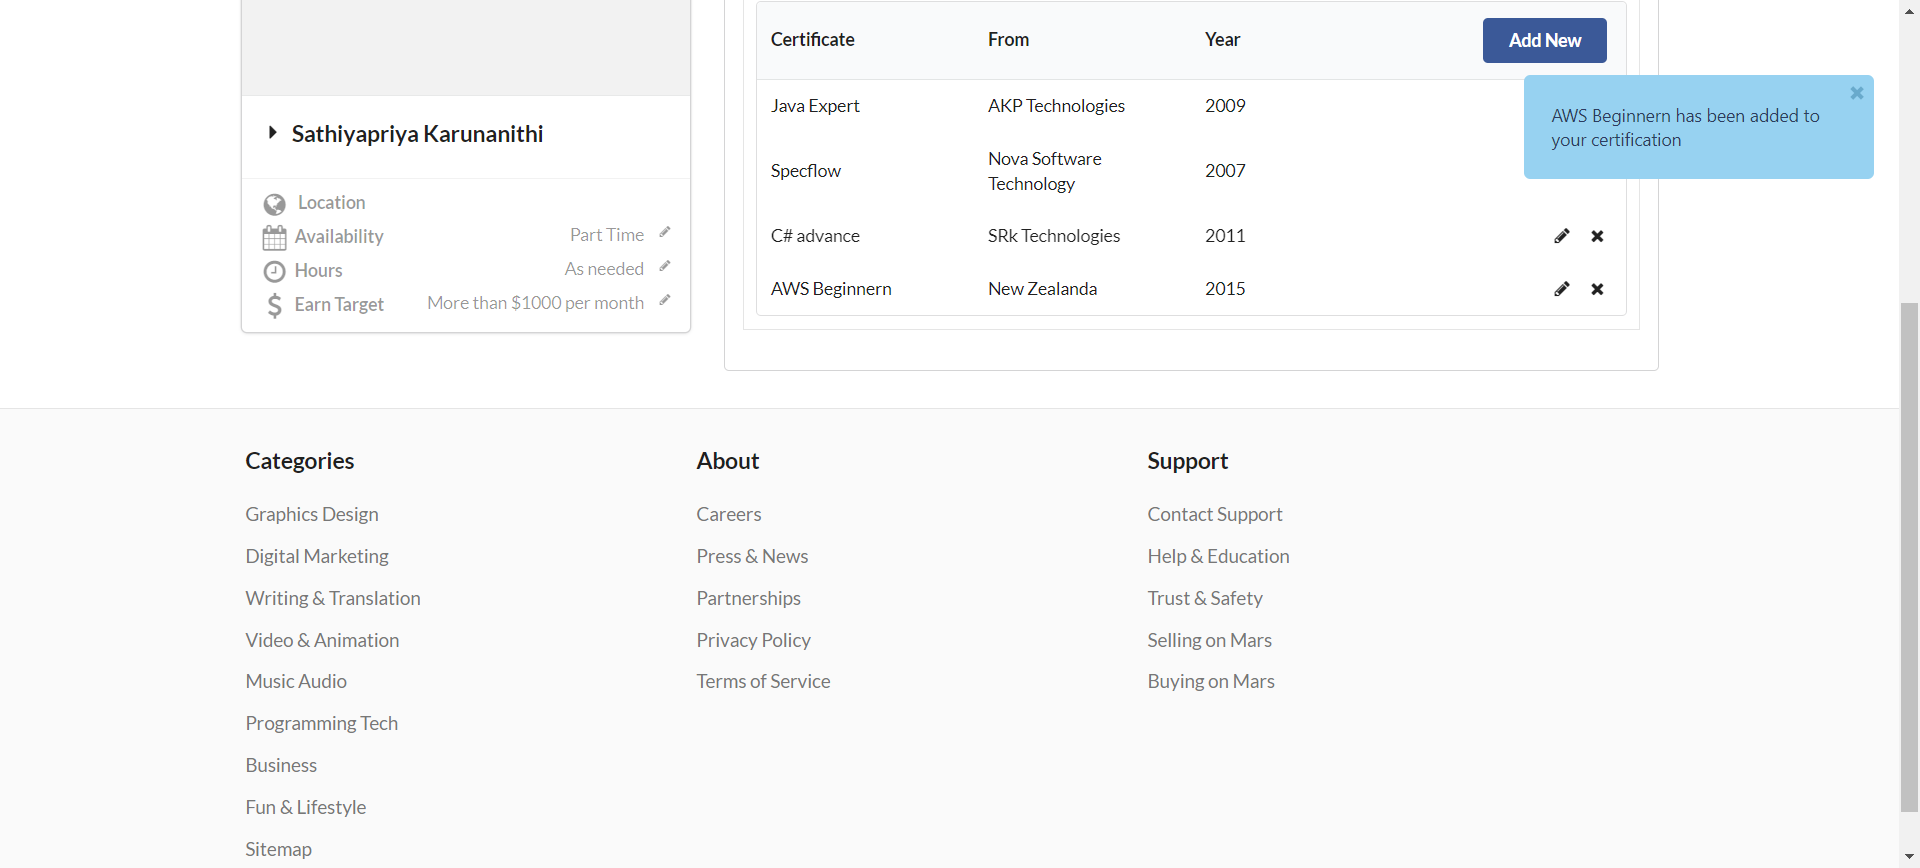 Certificate From Year Add New
Java Expert AKP Technologies 2009
Specflow Nova Software Technology 2007
C# advance SRk Technologies 2011
AWS Beginnern New Zealanda 2015
AWS Beginnern has been added to
your certification
Sathiyapriya Karunanithi
Location
Availability Part Time
Hours As needed
Earn Target More than $1000 per month
Categories
Graphics Design
Digital Marketing
Writing & Translation
Video & Animation
Music Audio
Programming Tech
Business
Fun & Lifestyle
Sitemap
About
Careers
Press & News
Partnerships
Privacy Policy
Terms of Service
Support
Contact Support
Help & Education
Trust & Safety
Selling on Mars
Buying on Mars